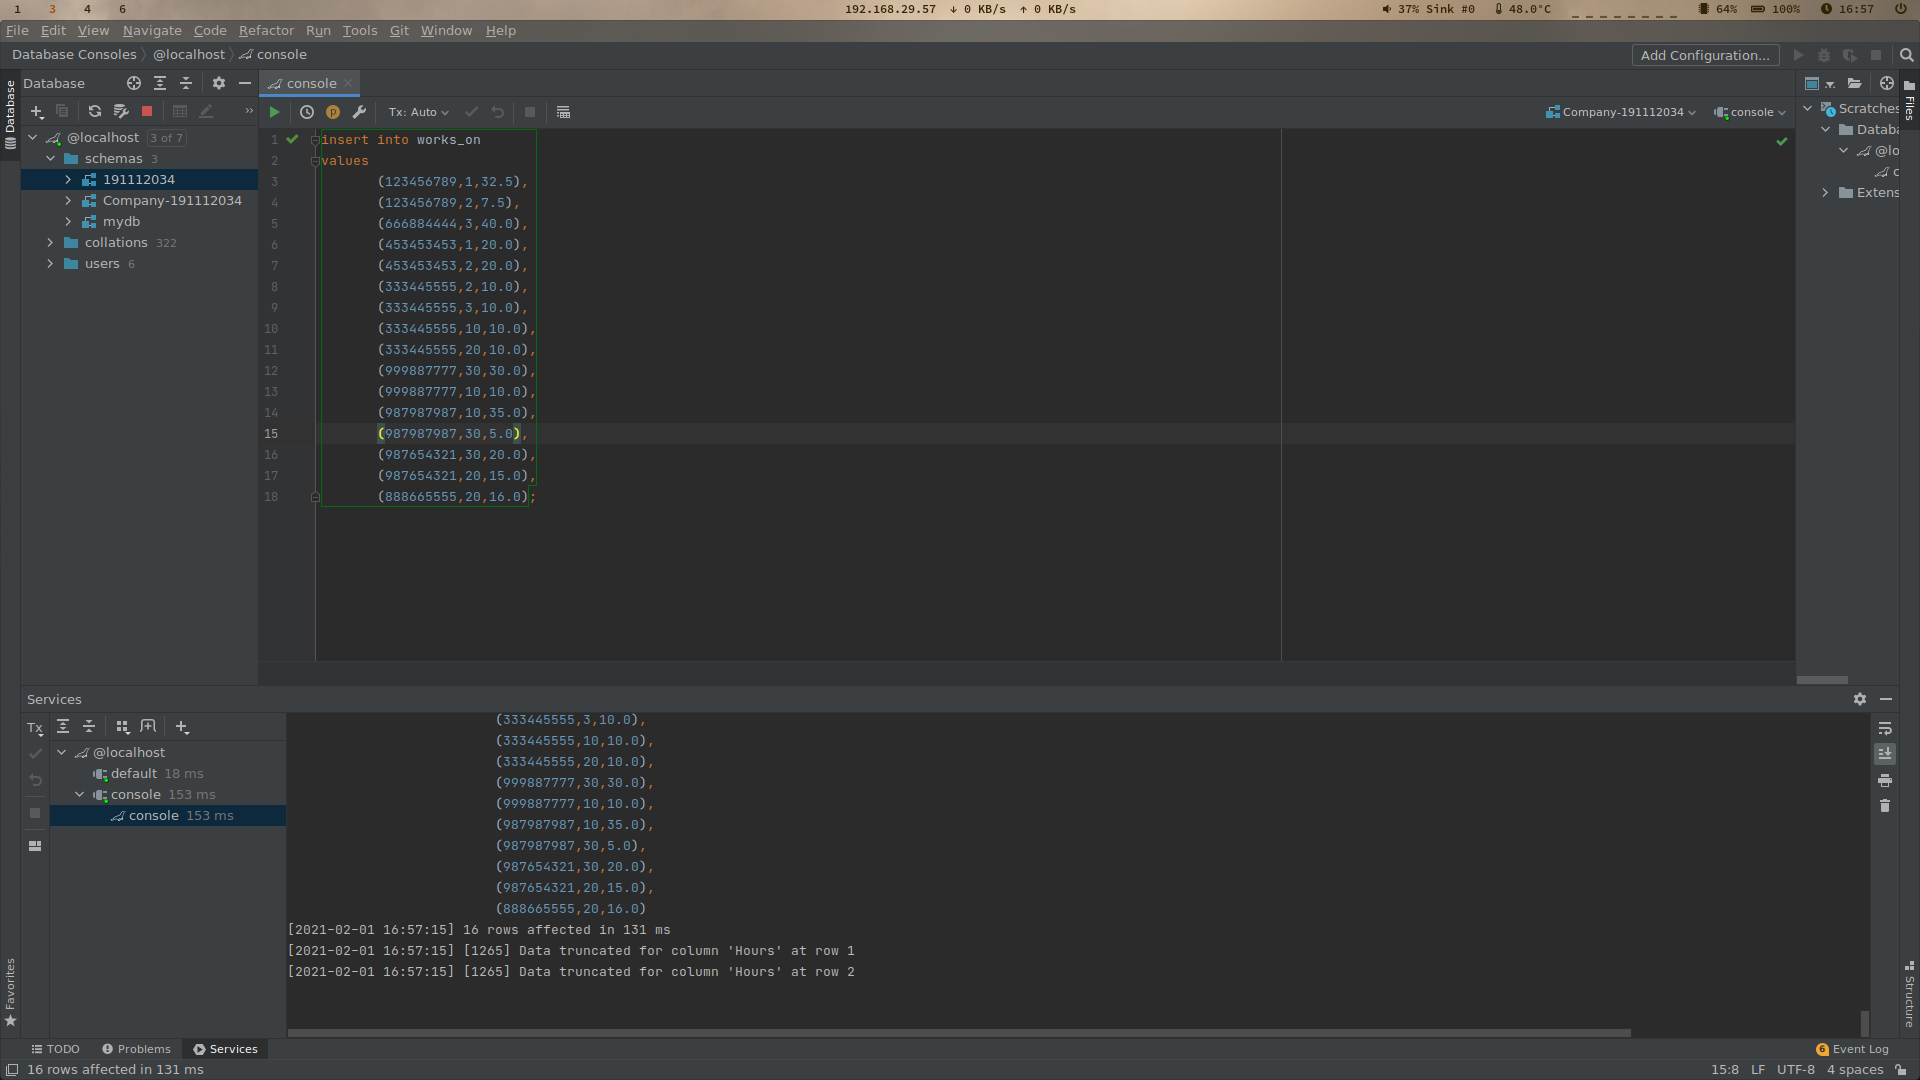 1 3 4 6 192.168.29.57 ↓ 0 KB/s ↑ 0 KB/s 37% Sink #0 48.0°C 64% 100% 16:57
File Edit View Navigate Code Refactor Run Tools Git Window Help
Database Consoles @localhost console Add Configuration...
Database
console
Tx: Auto Company-191112034 console
Database
@localhost 3 of 7
schemas 3
191112034
Company-191112034
mydb
collations 322
users 6
1 insert into works_on
2 values
3 (123456789,1,32.5),
4 (123456789,2,7.5),
5 (666884444,3,40.0),
6 (453453453,1,20.0),
7 (453453453,2,20.0),
8 (333445555,2,10.0),
9 (333445555,3,10.0),
10 (333445555,10,10.0),
11 (333445555,20,10.0),
12 (999887777,30,30.0),
13 (999887777,10,10.0),
14 (987987987,10,35.0),
15 (987987987,30,5.0),
16 (987654321,30,20.0),
17 (987654321,20,15.0),
18 (888665555,20,16.0);
Scratches
Databa
@lo
c
Extens
Files
Services
Tx
@localhost
default 18 ms
console 153 ms
console 153 ms
(333445555,3,10.0),
(333445555,10,10.0),
(333445555,20,10.0),
(999887777,30,30.0),
(999887777,10,10.0),
(987987987,10,35.0),
(987987987,30,5.0),
(987654321,30,20.0),
(987654321,20,15.0),
(888665555,20,16.0)
[2021-02-01 16:57:15] 16 rows affected in 131 ms
[2021-02-01 16:57:15] [1265] Data truncated for column 'Hours' at row 1
[2021-02-01 16:57:15] [1265] Data truncated for column 'Hours' at row 2
Favorites
Structure
TODO Problems Services 6 Event Log
16 rows affected in 131 ms 15:8 LF UTF-8 4 spaces